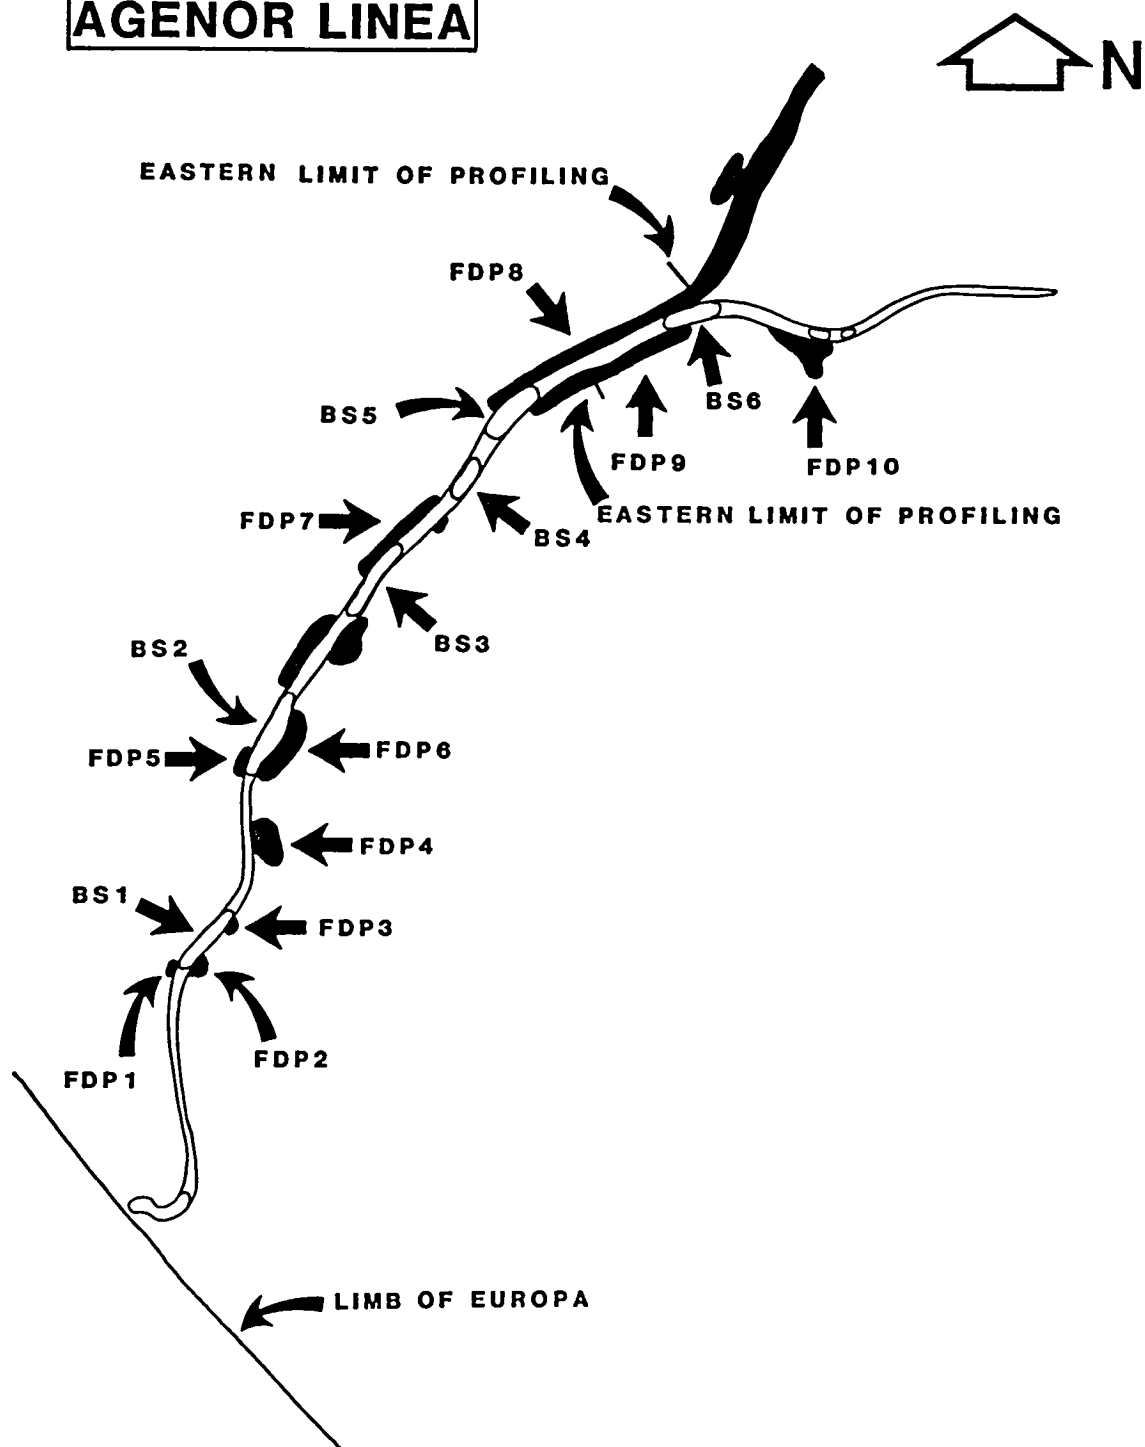 AGENOR LINEA
N
EASTERN LIMIT OF PROFILING
FDP8
BS5
BS6
FDP9
FDP10
FDP7
EASTERN LIMIT OF PROFILING
BS4
BS3
BS2
FDP5
FDP6
FDP4
BS1
FDP3
FDP2
FDP1
LIMB OF EUROPA